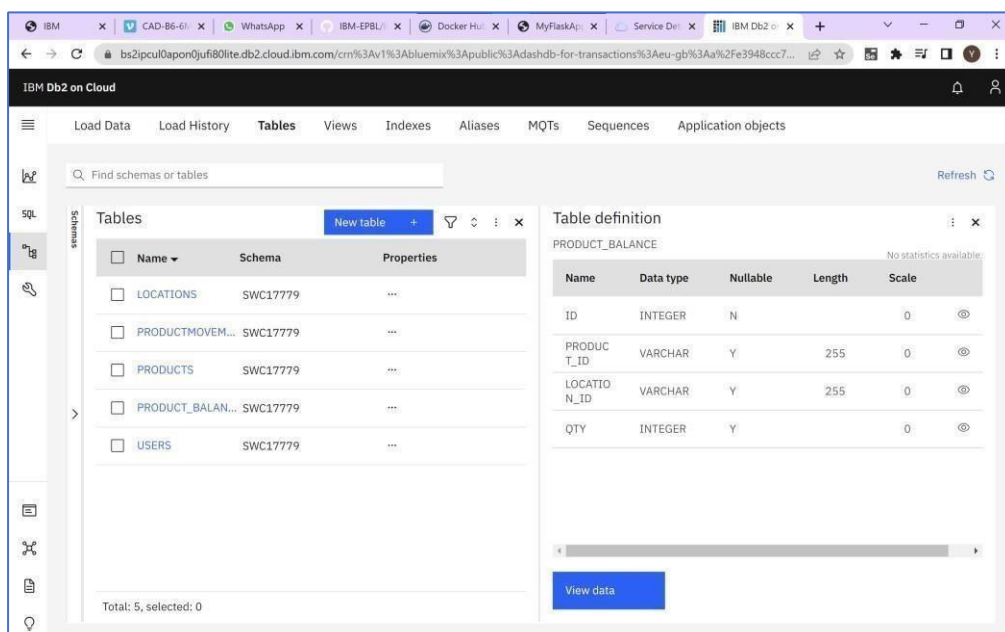 IBM
CAD-B6-6
WhatsApp
IBM-EPBL/
Docker Hu
MyFlaskAp
Service De
IBM Db2 o
bs2ipcul0apon0jufi80lite.db2.cloud.ibm.com/crn%3Av1%3Abluemix%3Apublic%3Adashdb-for-transactions%3Aeu-gb%3Aa%2Fe3948ccc7...
IBM Db2 on Cloud
Load Data Load History Tables Views Indexes Aliases MQTs Sequences Application objects
Find schemas or tables
Refresh
SQL
Schemas
Tables
New table +
Name Schema Properties
LOCATIONS SWC17779 ...
PRODUCTMOVEM... SWC17779 ...
PRODUCTS SWC17779 ...
PRODUCT_BALAN... SWC17779 ...
USERS SWC17779 ...
Total: 5, selected: 0
Table definition
PRODUCT_BALANCE
No statistics available.
Name Data type Nullable Length Scale
ID INTEGER N 0
PRODUC
T_ID VARCHAR Y 255 0
LOCATIO
N_ID VARCHAR Y 255 0
QTY INTEGER Y 0
View data